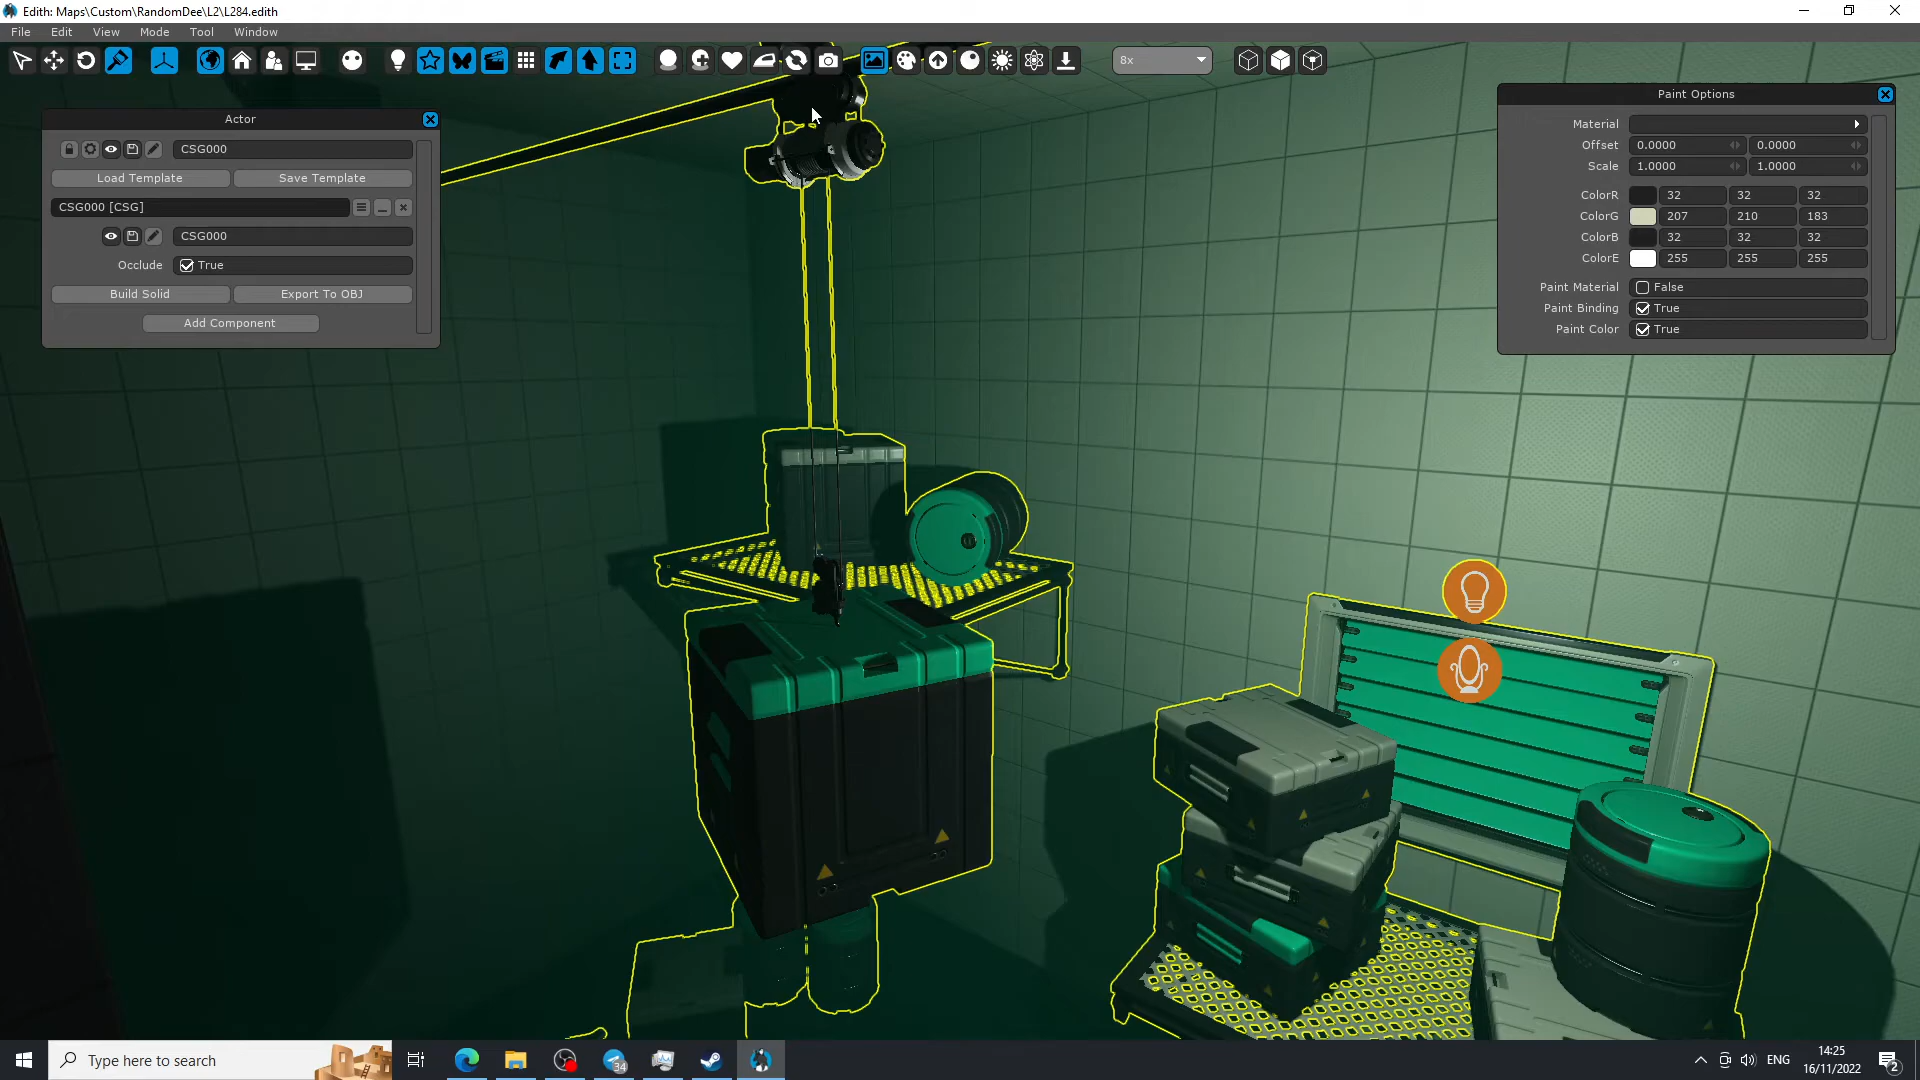 Edith: Maps\Custom\RandomDee\L2\L284.edith
File Edit View Mode Tool Window
8x
Actor
CSG000
Load Template Save Template
CSG000 [CSG]
CSG000
Occlude True
Build Solid Export To OBJ
Add Component
Paint Options
Material
Offset 0.0000 0.0000
Scale 1.0000 1.0000
ColorR 32 32 32
ColorG 207 210 183
ColorB 32 32 32
ColorE 255 255 255
Paint Material False
Paint Binding True
Paint Color True
Type here to search
34
ENG
14:25
16/11/2022
2